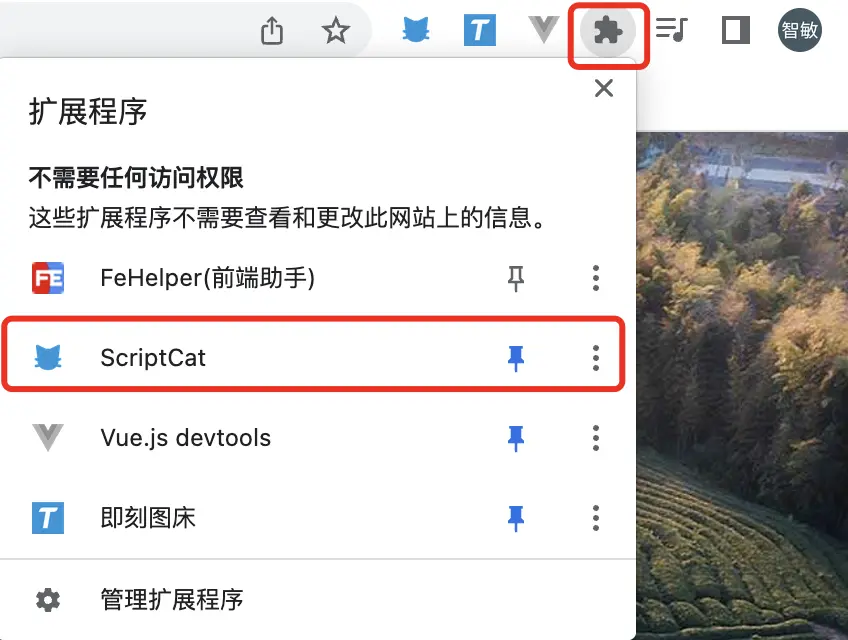 T
智敏
扩展程序
不需要任何访问权限
这些扩展程序不需要查看和更改此网站上的信息。
FE
FeHelper(前端助手)
ScriptCat
Vue.js devtools
T
即刻图床
管理扩展程序